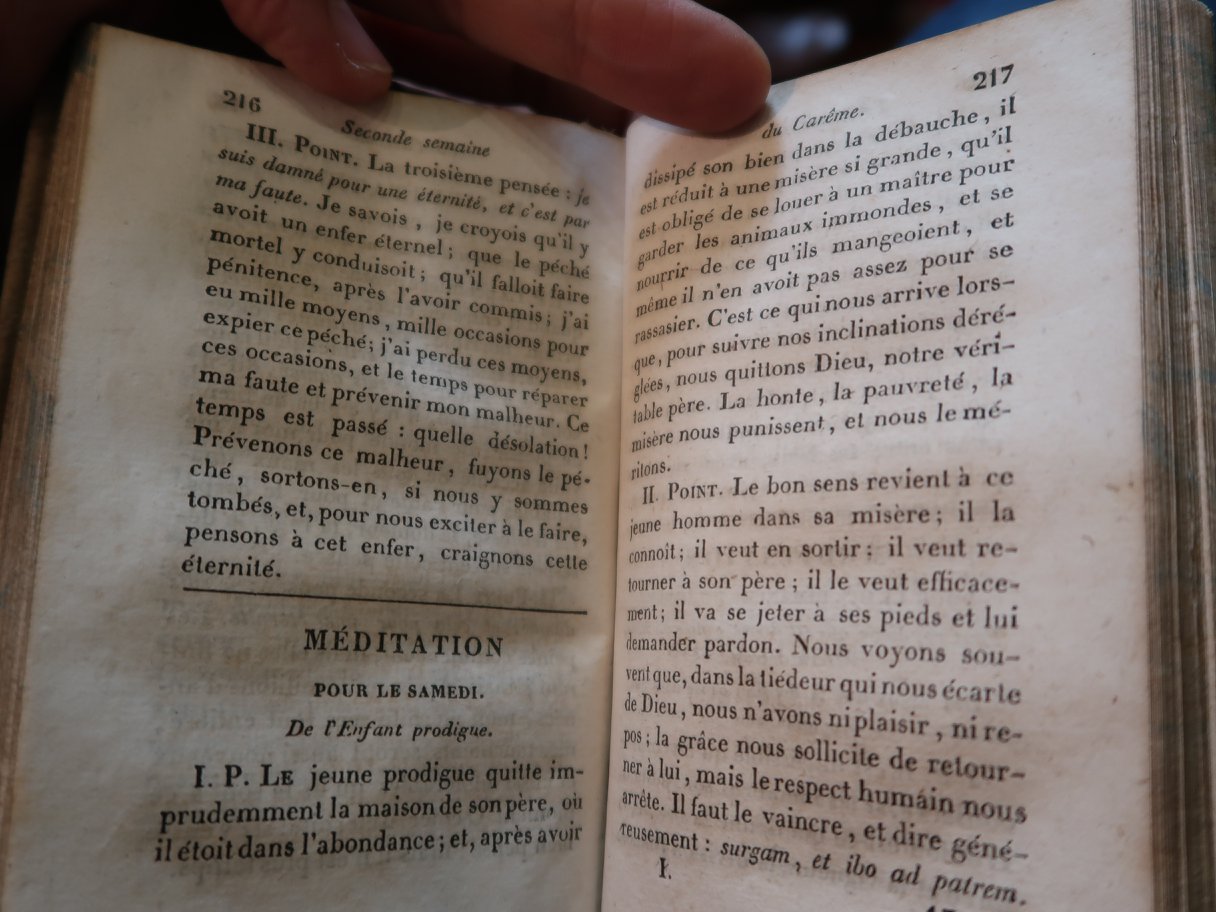 216
Seconde semaine
III. POINT. La troisième pensée : je
suis damné pour une éternité, et c'est par
ma faute. Je savois, je croyois qu'il y
avoit un enfer éternel; que le péché
mortel y conduisoit; qu'il falloit faire
pénitence, après l'avoir commis; j'ai
eu mille moyens, mille occasions pour
expier ce péché; j'ai perdu ces moyens,
ces occasions, et le temps pour réparer
ma faute et prévenir mon malheur. Ce
temps est passé : quelle désolation!
Prévenons ce malheur, fuyons le pé-
ché, sortons-en, si nous y sommes
tombés, et, pour nous exciter à le faire,
pensons à cet enfer, craignons cette
éternité.
MÉDITATION
POUR LE SAMEDI.
De l'Enfant prodigue.
I. P. LE jeune prodigue quitte im-
prudemment la maison de son père, où
il étoit dans l'abondance; et, après avoir
217
du Carême.
dissipé son bien dans la débauche, il
est réduit à une misère si grande, qu'il
est obligé de se louer à un maître pour
garder les animaux immondes, et se
nourrir de ce qu'ils mangeoient, et
même il n'en avoit pas assez pour se
rassasier. C'est ce qui nous arrive lors-
que, pour suivre nos inclinations déré-
glées, nous quittons Dieu, notre véri-
table père. La honte, la pauvreté, la
misère nous punissent, et nous le mé-
ritons.
II. POINT. Le bon sens revient à ce
jeune homme dans sa misère; il la
connoît; il veut en sortir; il veut re-
tourner à son père; il le veut efficace-
ment; il va se jeter à ses pieds et lui
demander pardon. Nous voyons sou-
vent que, dans la tiédeur qui nous écarte
de Dieu, nous n'avons ni plaisir, ni re-
pos; la grâce nous sollicite de retour-
ner à lui, mais le respect humain nous
arrête. Il faut le vaincre, et dire géné-
reusement : surgam, et ibo ad patrem.
I.